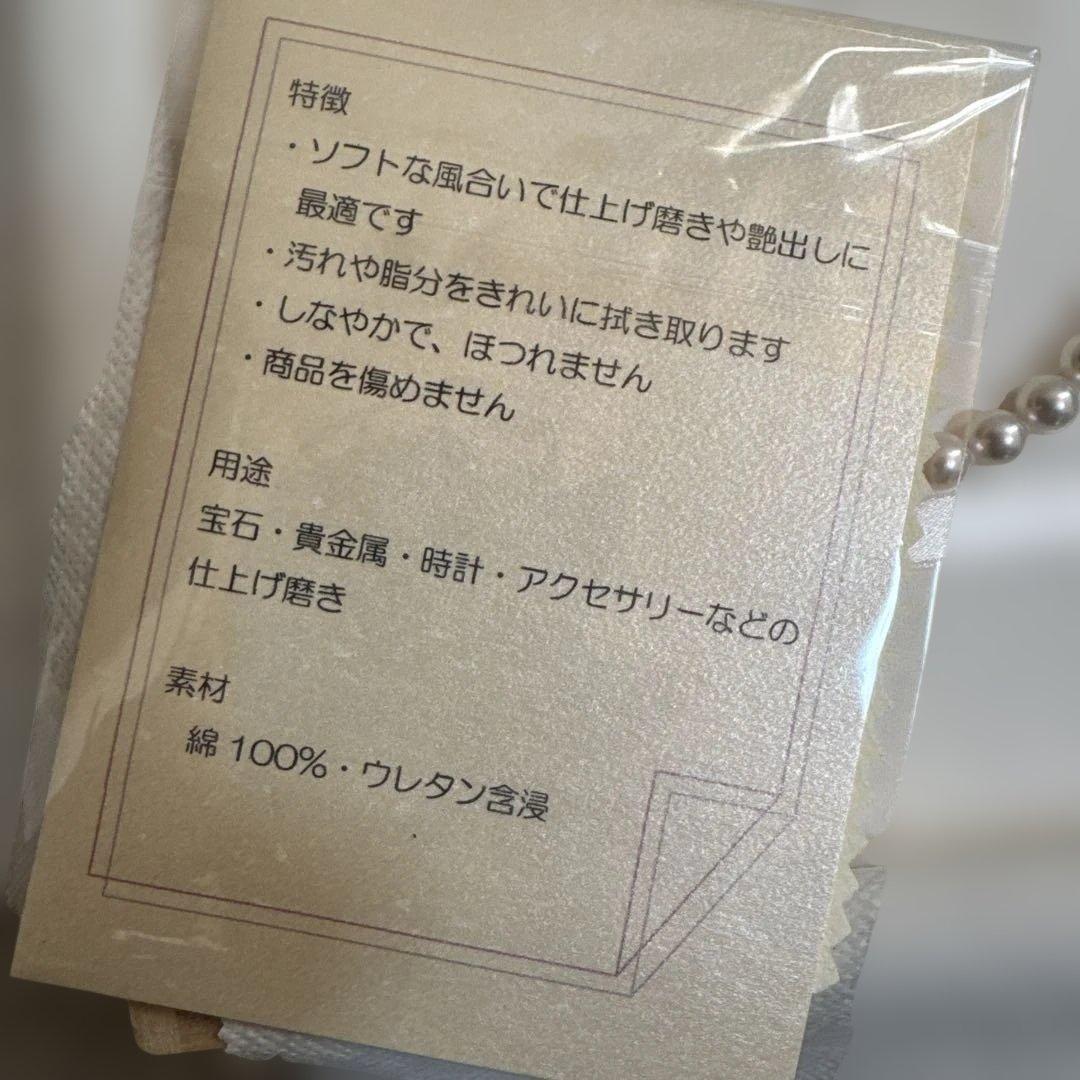 特徴
・ソフトな風合いで仕上げ磨きや艶出しに
最適です
・汚れや脂分をきれいに拭き取ります
・しなやかで、ほつれません
・商品を傷めません
用途
宝石・貴金属・時計・アクセサリーなどの
仕上げ磨き
素材
綿100%・ウレタン含浸